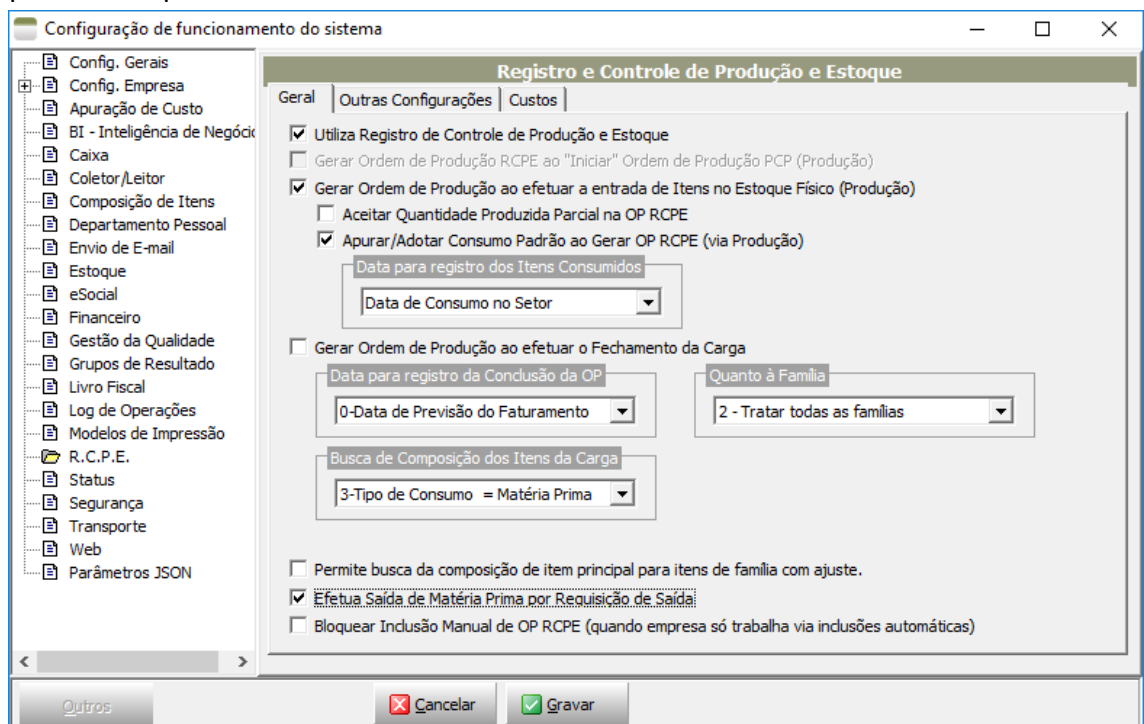 Configuração de funcionamento do sistema
Config. Gerais
Config. Empresa
Apuração de Custo
BI - Inteligência de Negóci
Caixa
Coletor/Leitor
Composição de Itens
Departamento Pessoal
Envio de E-mail
Estoque
eSocial
Financeiro
Gestão da Qualidade
Grupos de Resultado
Livro Fiscal
Log de Operações
Modelos de Impressão
R.C.P.E.
Status
Segurança
Transporte
Web
Parâmetros JSON
Registro e Controle de Produção e Estoque
Geral Outras Configurações Custos
Utiliza Registro de Controle de Produção e Estoque
Gerar Ordem de Produção RCPE ao "Iniciar" Ordem de Produção PCP (Produção)
Gerar Ordem de Produção ao efetuar a entrada de Itens no Estoque Físico (Produção)
Aceitar Quantidade Produzida Parcial na OP RCPE
Apurar/Adotar Consumo Padrão ao Gerar OP RCPE (via Produção)
Data para registro dos Itens Consumidos
Data de Consumo no Setor
Gerar Ordem de Produção ao efetuar o Fechamento da Carga
Data para registro da Conclusão da OP
0-Data de Previsão do Faturamento
Quanto à Família
2 - Tratar todas as famílias
Busca de Composição dos Itens da Carga
3-Tipo de Consumo = Matéria Prima
Permite busca da composição de item principal para itens de família com ajuste.
Efetua Saída de Matéria Prima por Requisição de Saída
Bloquear Inclusão Manual de OP RCPE (quando empresa só trabalha via inclusões automáticas)
Outros Cancelar Gravar